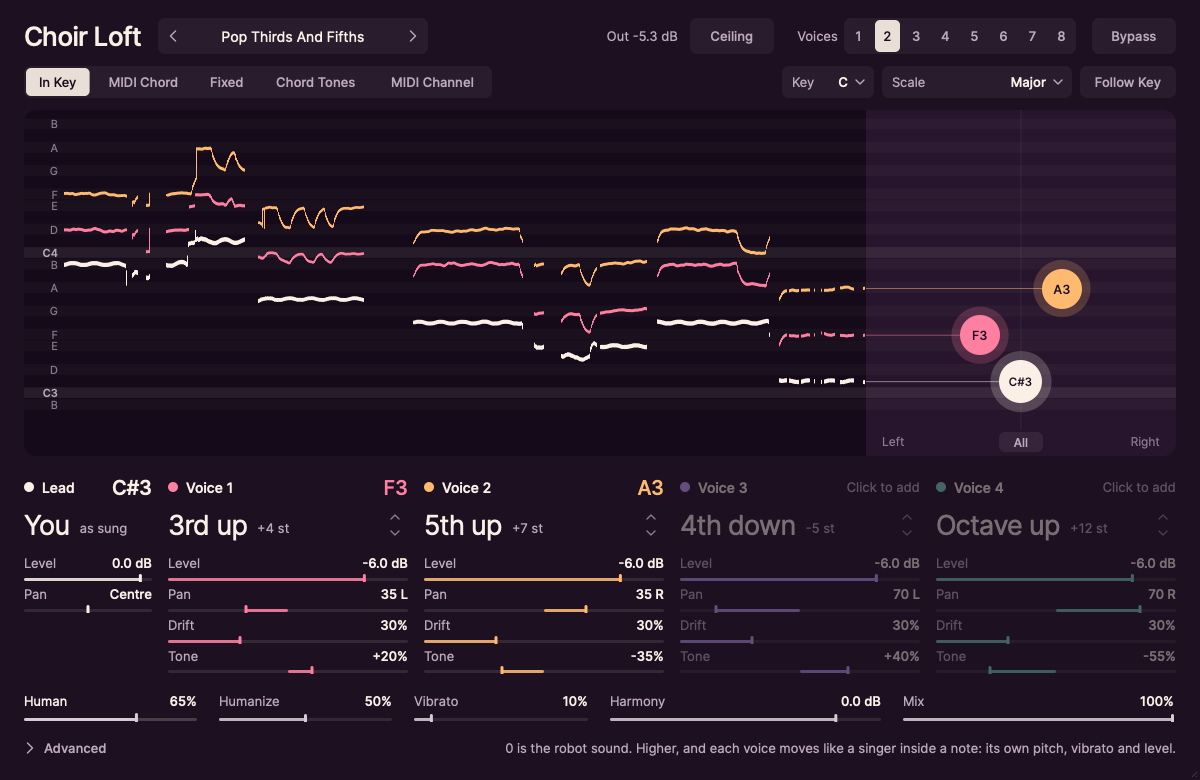 Choir Loft
Pop Thirds And Fifths
Out -5.3 dB
Ceiling
Voices 1 2 3 4 5 6 7 8
Bypass
In Key MIDI Chord Fixed Chord Tones MIDI Channel
Key C
Scale Major
Follow Key
B
A
G
F
E
D
C4
B
A
G
F
E
D
C3
B
A3
F3
C#3
Left All Right
Lead C#3
You as sung
Level 0.0 dB
Pan Centre
Voice 1 F3
3rd up +4 st
Level -6.0 dB
Pan 35 L
Drift 30%
Tone +20%
Voice 2 A3
5th up +7 st
Level -6.0 dB
Pan 35 R
Drift 30%
Tone -35%
Voice 3 Click to add
4th down -5 st
Level -6.0 dB
Pan 70 L
Drift 30%
Tone +40%
Voice 4 Click to add
Octave up +12 st
Level -6.0 dB
Pan 70 R
Drift 30%
Tone -55%
Human 65%
Humanize 50%
Vibrato 10%
Harmony 0.0 dB
Mix 100%
Advanced
0 is the robot sound. Higher, and each voice moves like a singer inside a note: its own pitch, vibrato and level.